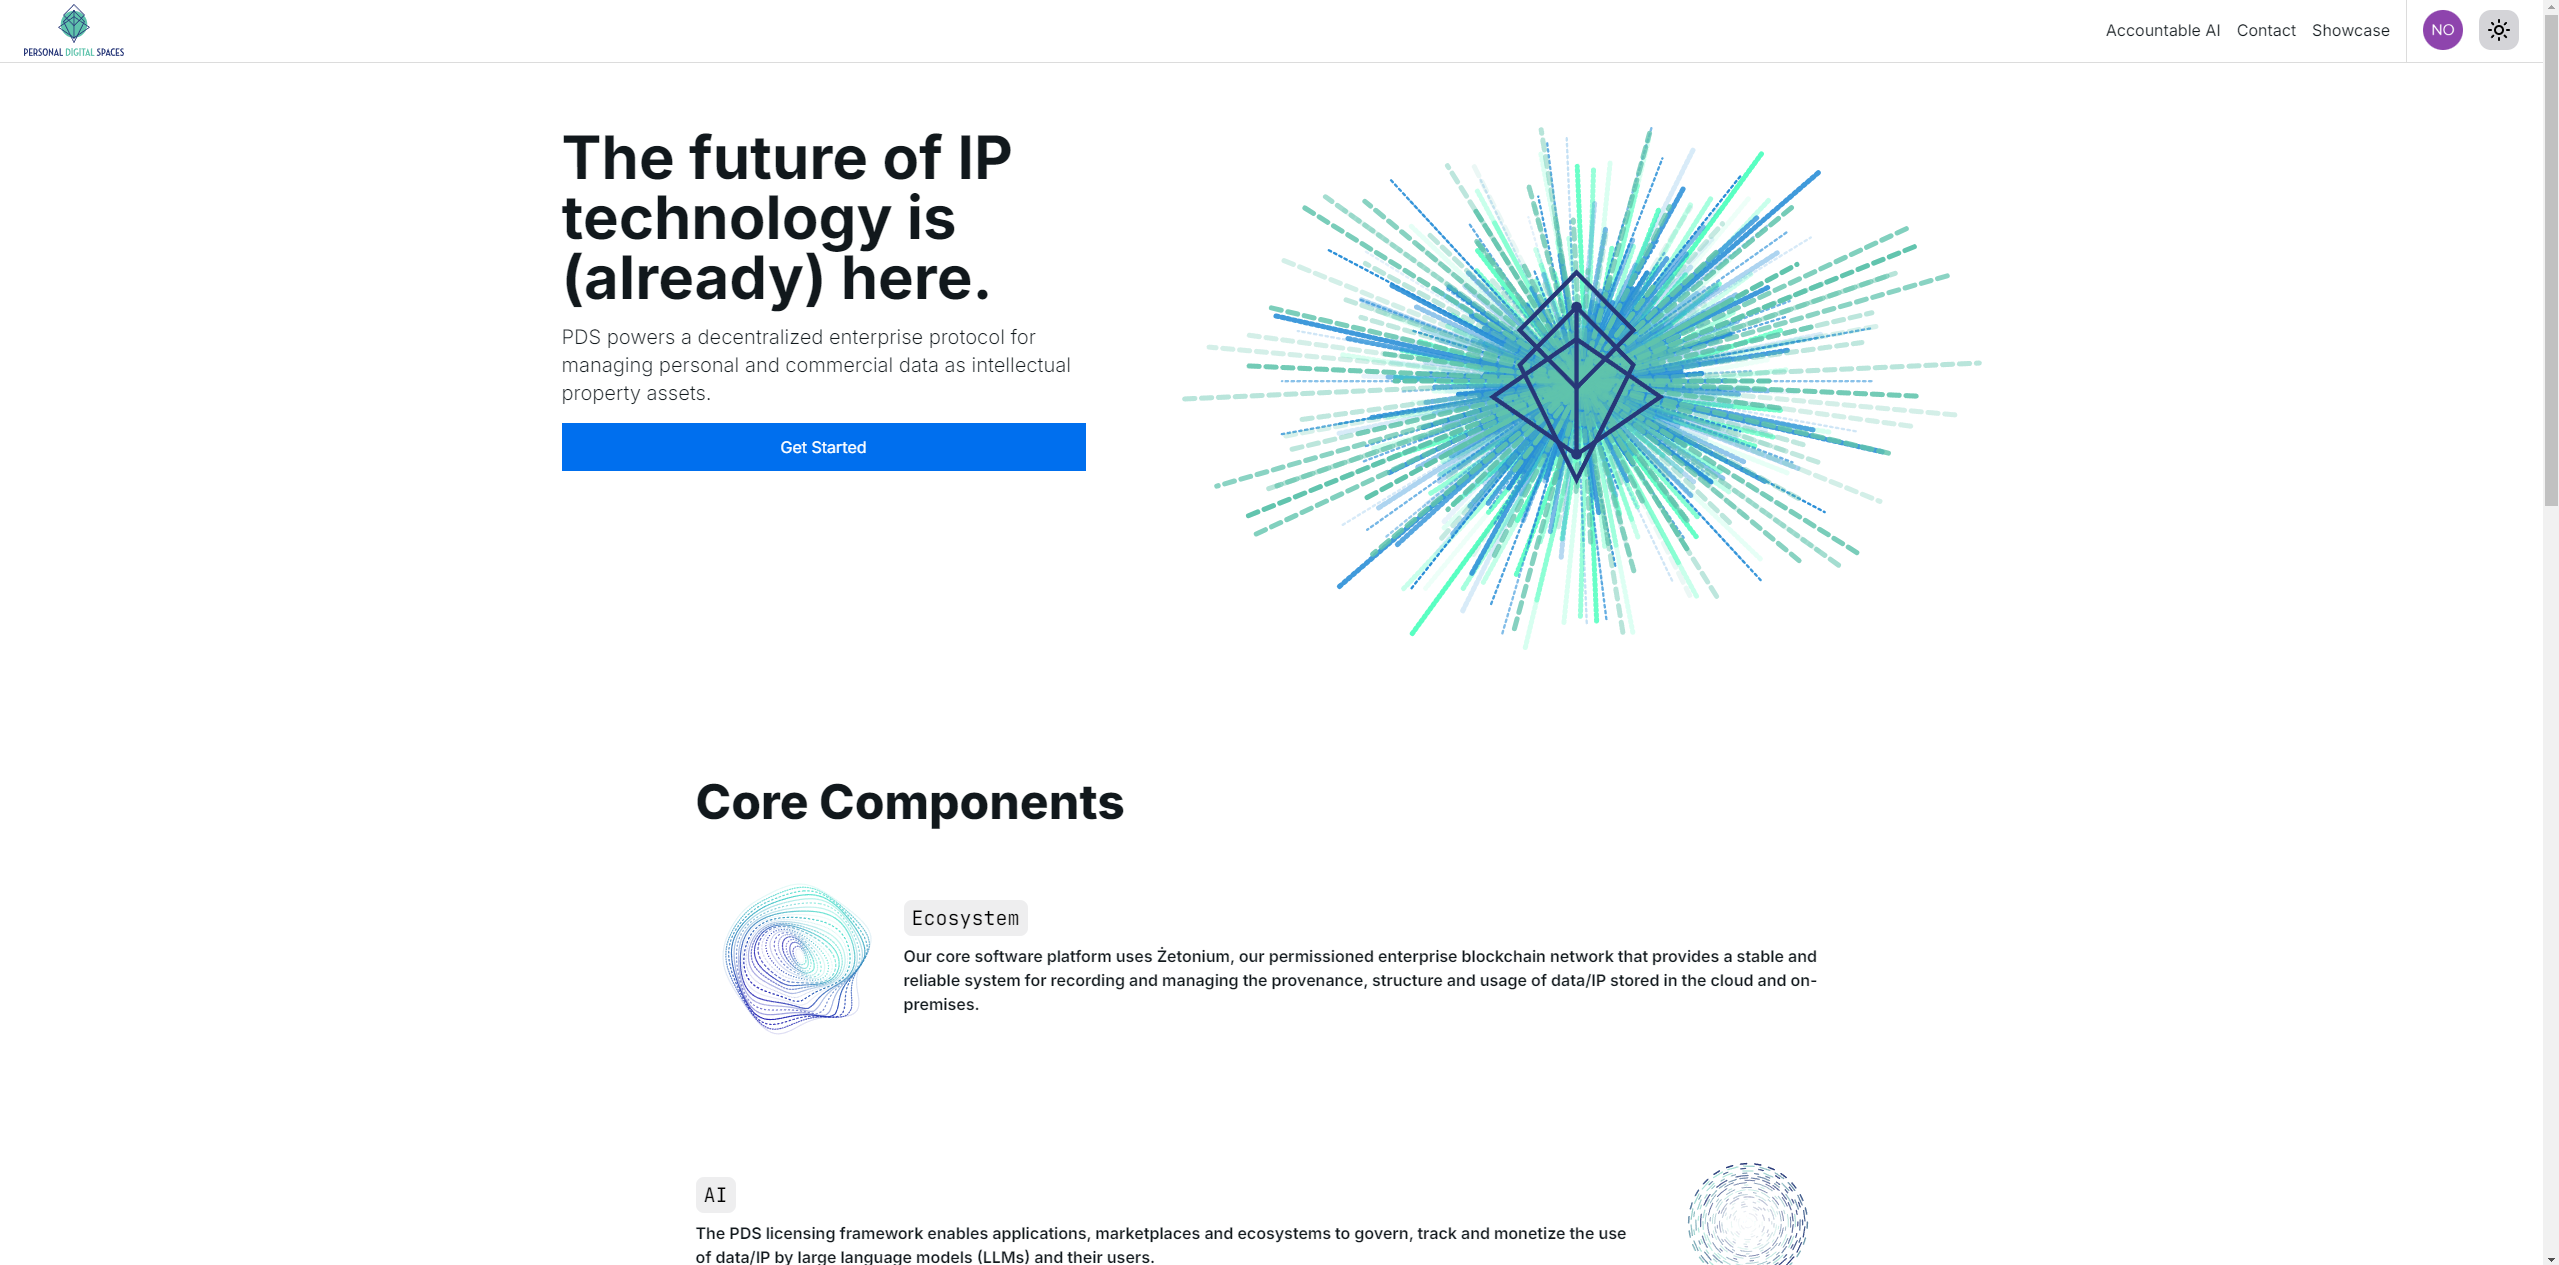 PERSONAL DIGITAL SPACES
Accountable AI
Contact
Showcase
NO
The future of IP
technology is
(already) here.
PDS powers a decentralized enterprise protocol for
managing personal and commercial data as intellectual
property assets.
Get Started
Core Components
Ecosystem
Our core software platform uses Żetonium, our permissioned enterprise blockchain network that provides a stable and
reliable system for recording and managing the provenance, structure and usage of data/IP stored in the cloud and on-
premises.
AI
The PDS licensing framework enables applications, marketplaces and ecosystems to govern, track and monetize the use
of data/IP by large language models (LLMs) and their users.